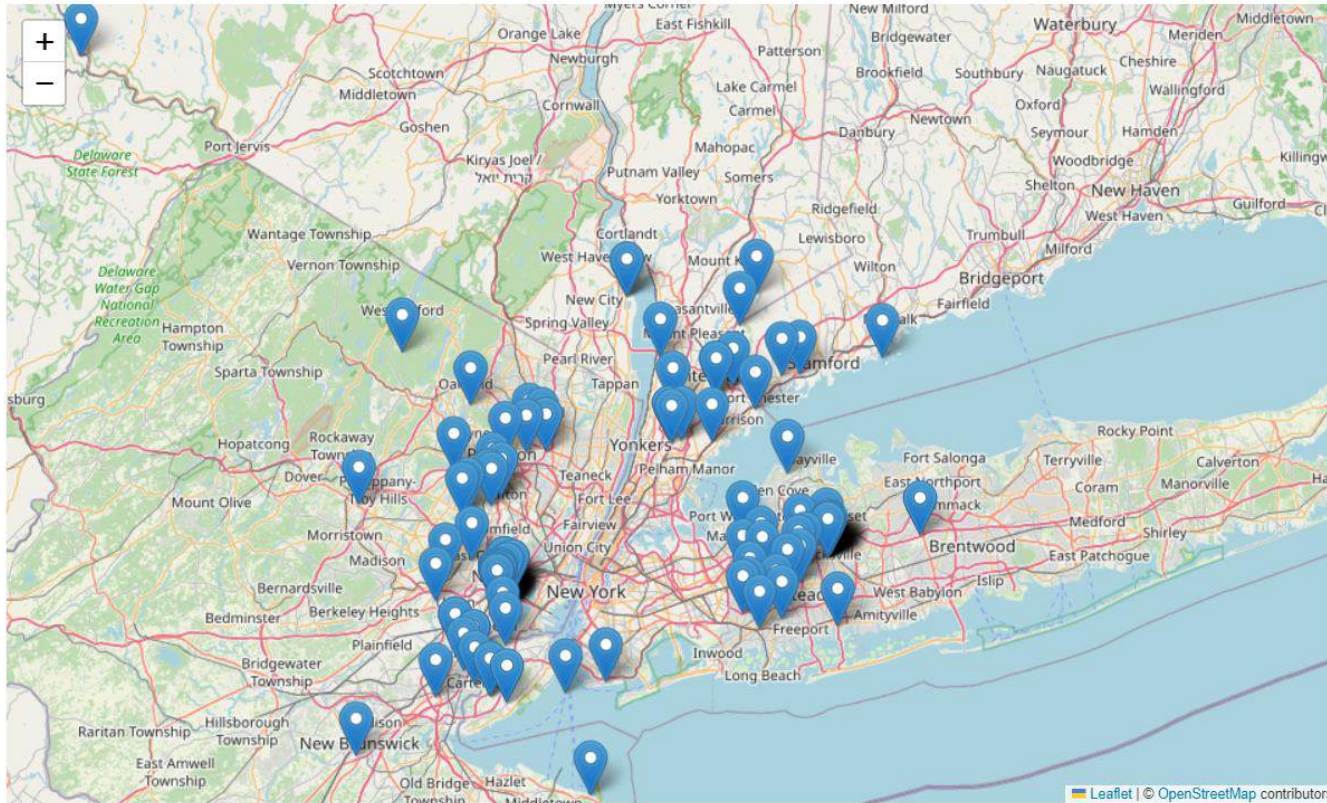 +
−
Myers Corner
East Fishkill
New Milford
Waterbury
Middletown
Orange Lake
Newburgh
Patterson
Bridgewater
Meriden
Cheshire
Scotchtown
Middletown
Lake Carmel
Carmel
Brookfield
Southbury
Naugatuck
Wallingford
Cornwall
Goshen
Oxford
Newtown
Seymour
Hamden
Port Jervis
Mahopac
Danbury
Delaware
State Forest
Kiryas Joel /
קרית יואל
Putnam Valley
Somers
Woodbridge
Shelton
New Haven
Yorktown
Ridgefield
Guilford
West Haven
Wantage Township
Cortlandt
Lewisboro
Trumbull
Milford
Vernon Township
Wilton
Bridgeport
Delaware
Water Gap
National
Recreation
Area
New City
Fairfield
Hampton
Township
Spring Valley
Pearl River
Sparta Township
Tappan
Stamford
Hopatcong
Rockaway
Dover
Yonkers
Rocky Point
Teaneck
Pelham Manor
Fort Salonga
Terryville
Calverton
Mount Olive
Fort Lee
East Northport
Coram
Manorville
Morristown
Fairview
Medford
Shirley
Madison
Union City
Brentwood
East Patchogue
Bernardsville
Islip
New York
West Babylon
Bedminster
Berkeley Heights
Amityville
Freeport
Plainfield
Inwood
Bridgewater
Township
Long Beach
Raritan Township
Hillsborough
Township
New Brunswick
East Amwell
Township
Old Bridge
Township
Hazlet
Middletown
Leaflet | © OpenStreetMap contributors